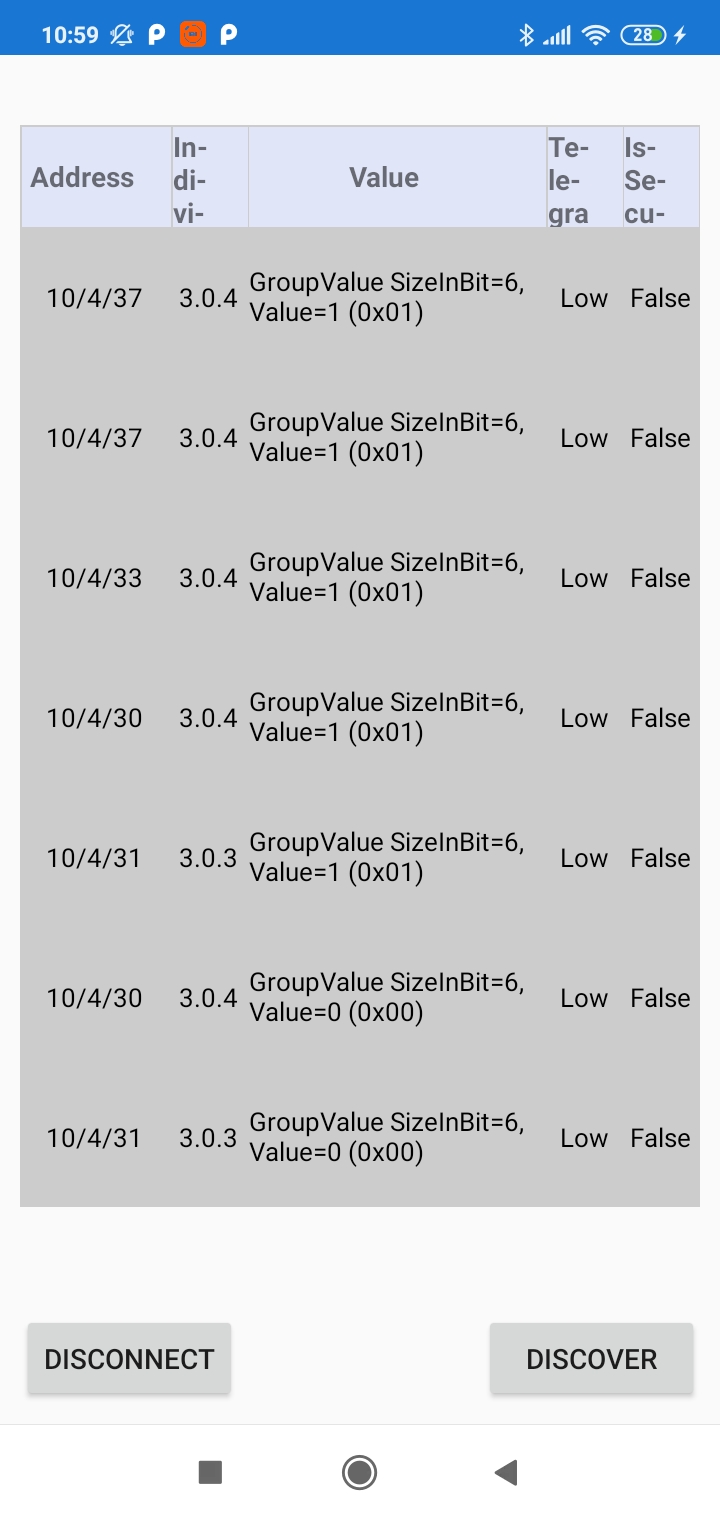 10:59
28
Address
In-
di-
vi-
Value
Te-
le-
gra
Is-
Se-
cu-
10/4/37 3.0.4 GroupValue SizeInBit=6,
Value=1 (0x01) Low False
10/4/37 3.0.4 GroupValue SizeInBit=6,
Value=1 (0x01) Low False
10/4/33 3.0.4 GroupValue SizeInBit=6,
Value=1 (0x01) Low False
10/4/30 3.0.4 GroupValue SizeInBit=6,
Value=1 (0x01) Low False
10/4/31 3.0.3 GroupValue SizeInBit=6,
Value=1 (0x01) Low False
10/4/30 3.0.4 GroupValue SizeInBit=6,
Value=0 (0x00) Low False
10/4/31 3.0.3 GroupValue SizeInBit=6,
Value=0 (0x00) Low False
DISCONNECT
DISCOVER